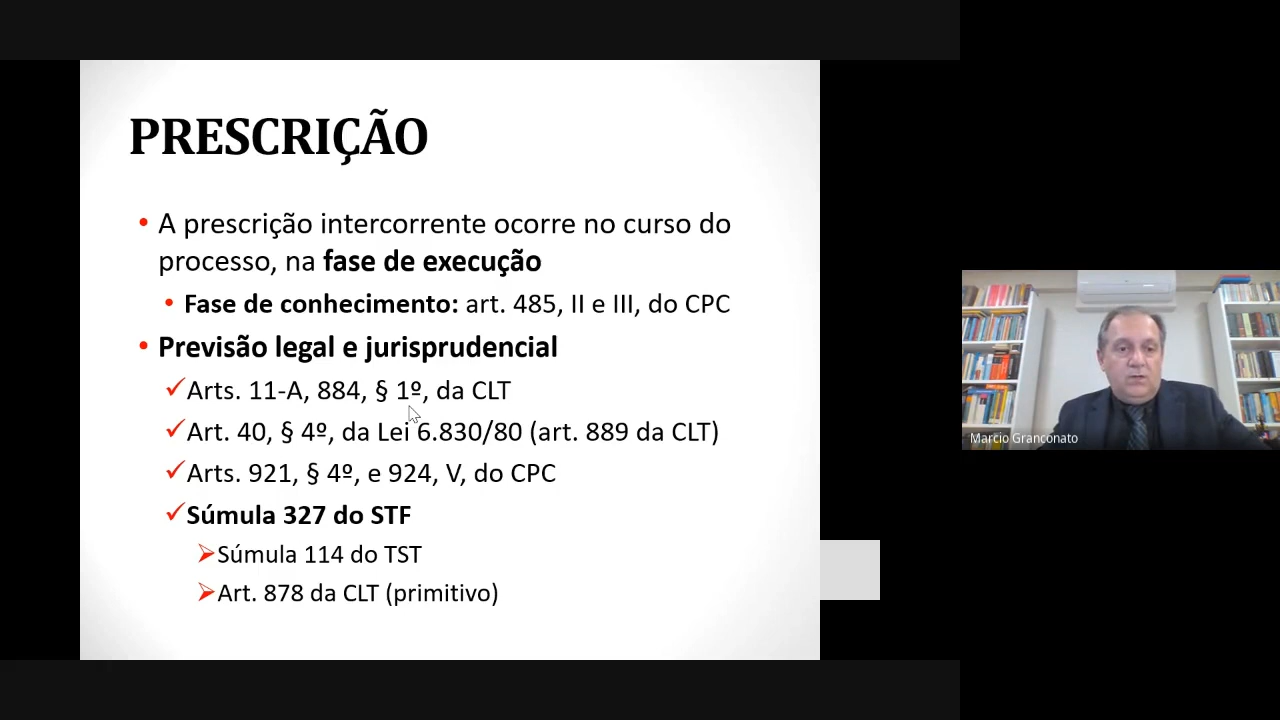 PRESCRIÇÃO
• A prescrição intercorrente ocorre no curso do
processo, na fase de execução
• Fase de conhecimento: art. 485, II e III, do CPC
• Previsão legal e jurisprudencial
✓Arts. 11-A, 884, § 1º, da CLT
✓Art. 40, § 4º, da Lei 6.830/80 (art. 889 da CLT)
✓Arts. 921, § 4º, e 924, V, do CPC
✓Súmula 327 do STF
➢Súmula 114 do TST
➢Art. 878 da CLT (primitivo)
Marcio Granconato